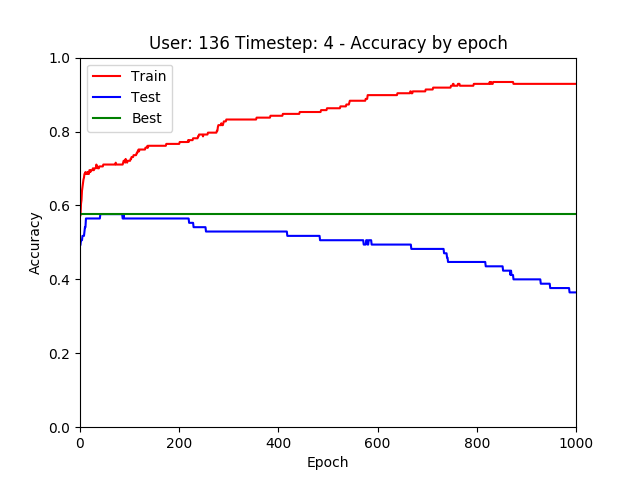 User: 136 Timestep: 4 - Accuracy by epoch
1.0
0.8
0.6
0.4
0.2
0.0
Accuracy
Train
Test
Best
0 200 400 600 800 1000
Epoch